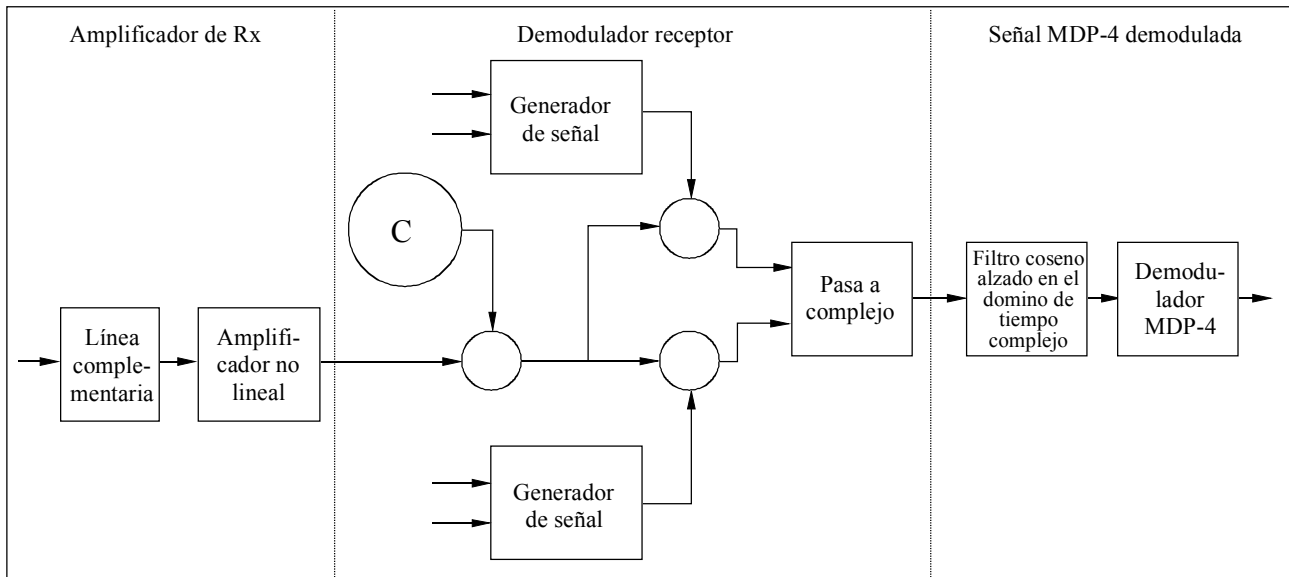 Amplificador de Rx
Demodulador receptor
Señal MDP-4 demodulada
Generador
de señal
C
Línea
comple-
mentaria
Amplifi-
cador no
lineal
Pasa a
complejo
Filtro coseno
alzado en el
domino de
tiempo
complejo
Demodu-
lador
MDP-4
Generador
de señal